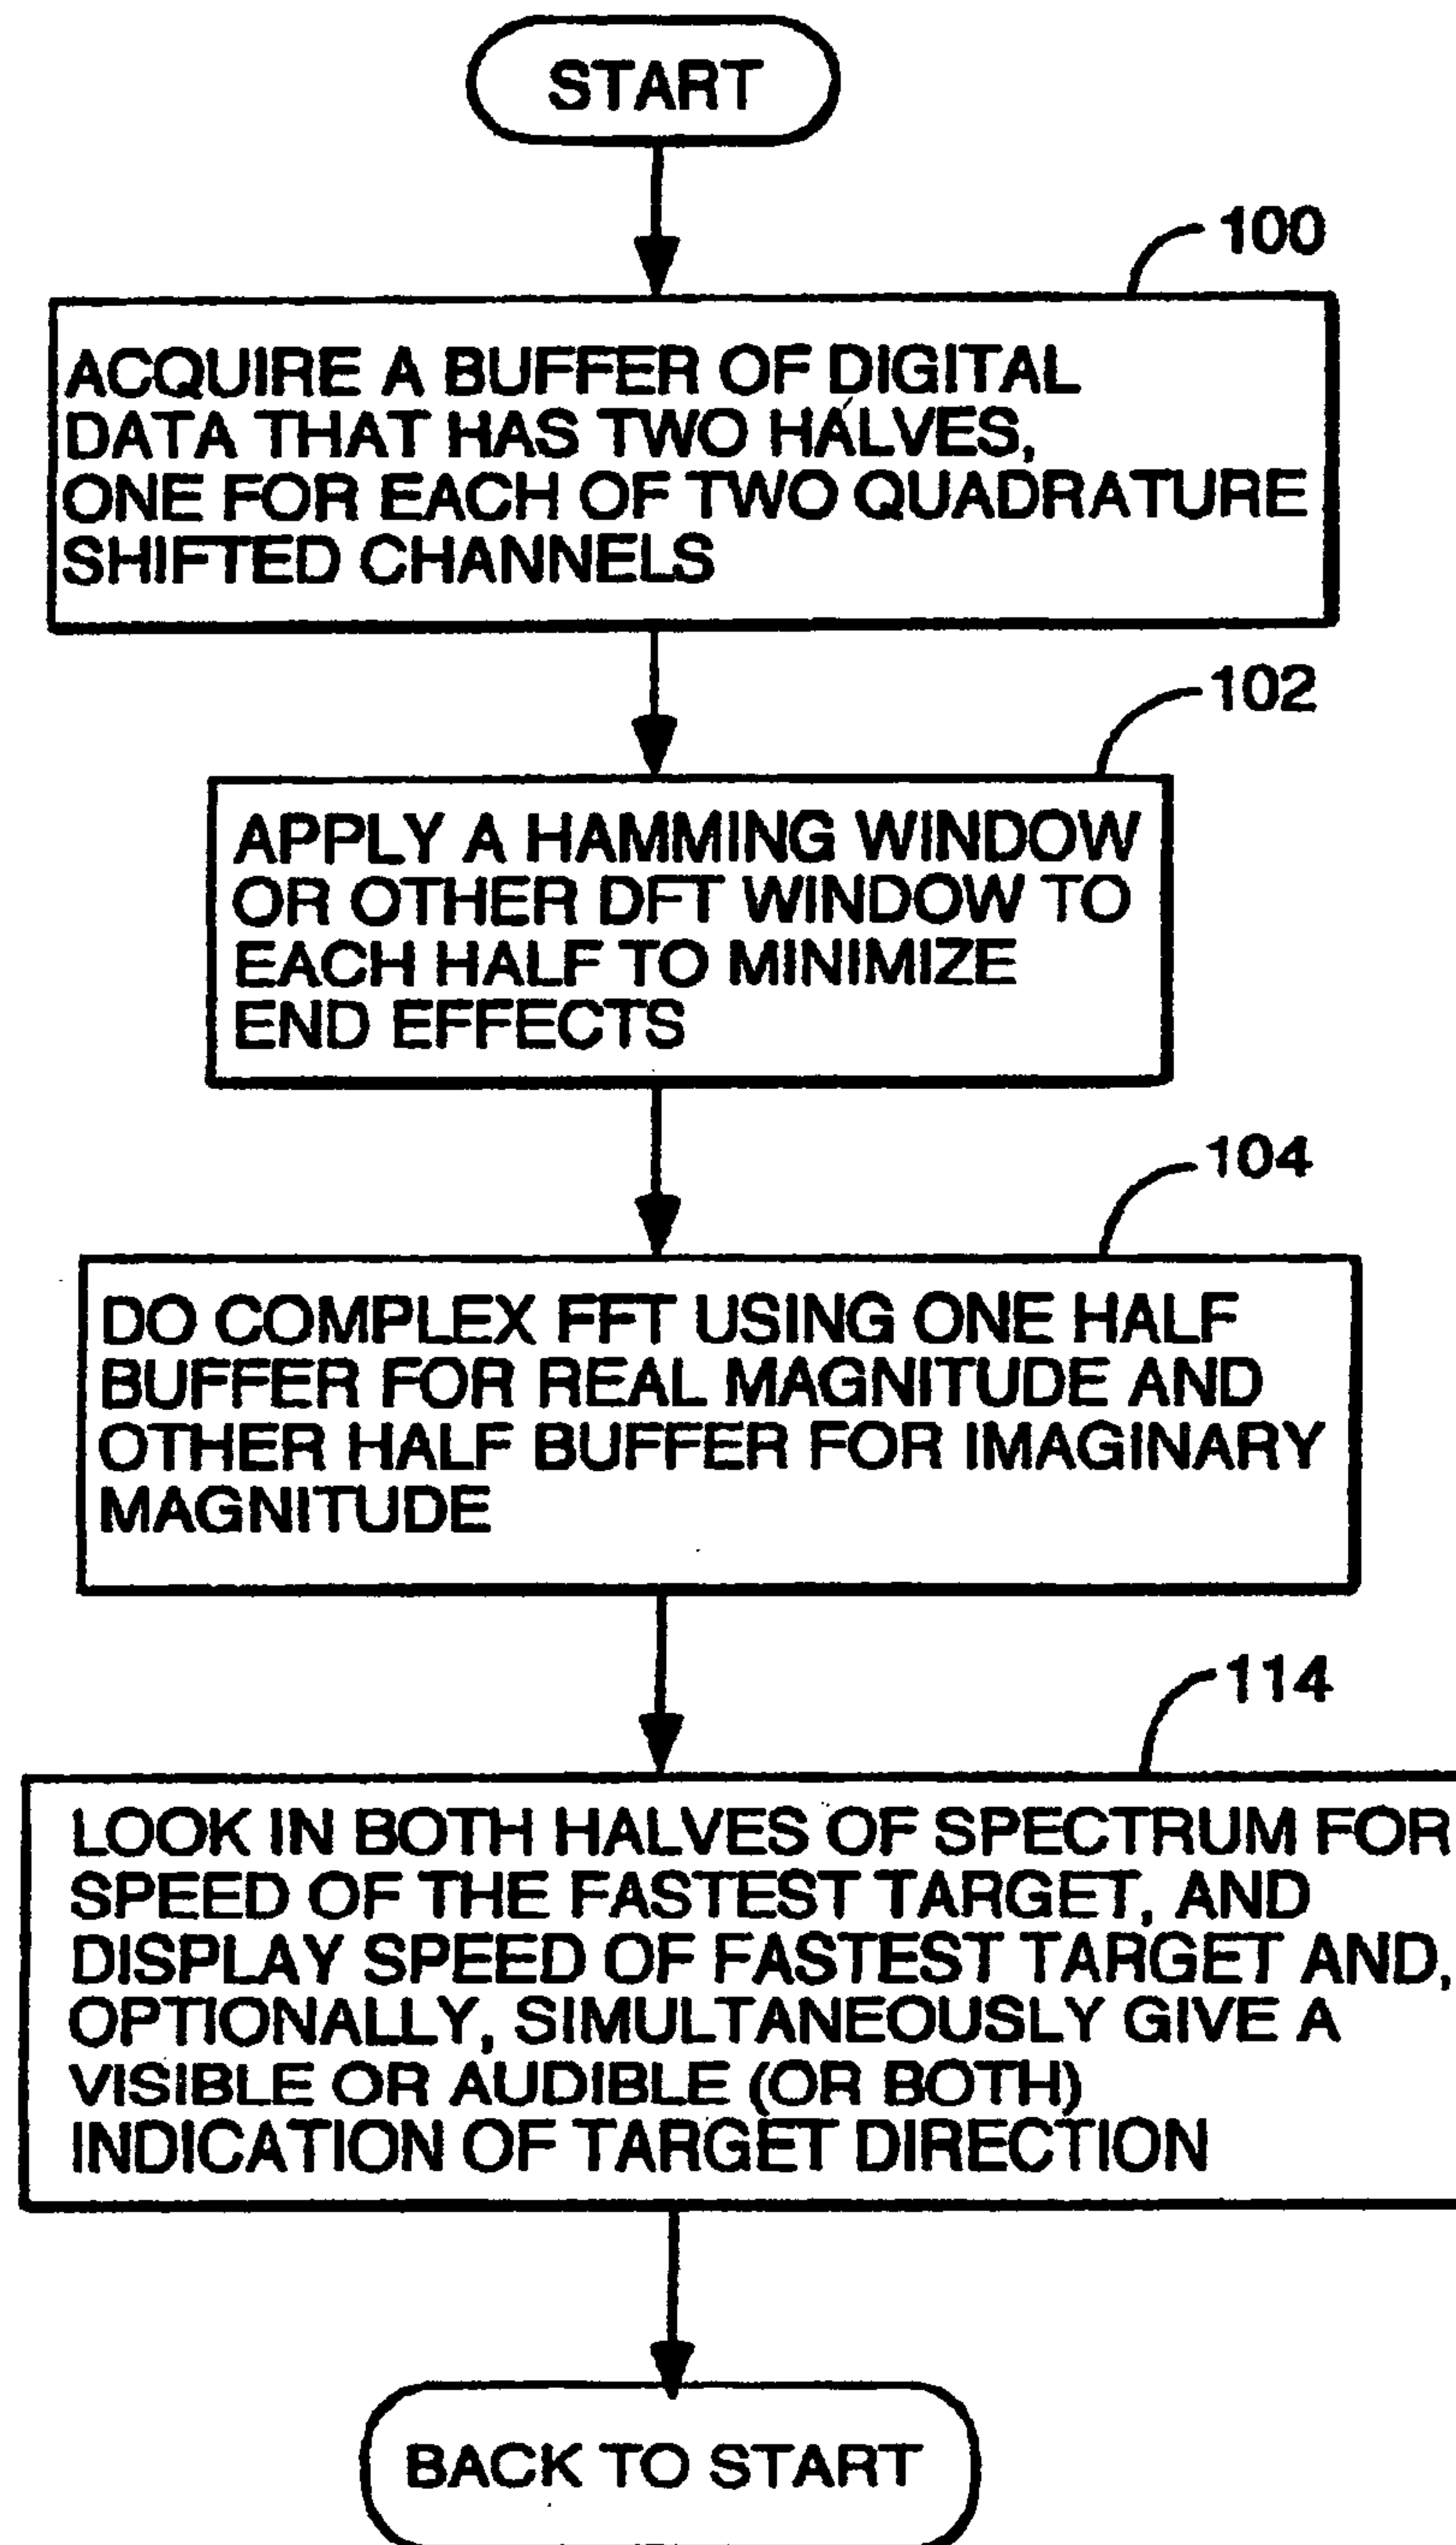 START
100
ACQUIRE A BUFFER OF DIGITAL
DATA THAT HAS TWO HALVES,
ONE FOR EACH OF TWO QUADRATURE
SHIFTED CHANNELS
102
APPLY A HAMMING WINDOW
OR OTHER DFT WINDOW TO
EACH HALF TO MINIMIZE
END EFFECTS
104
DO COMPLEX FFT USING ONE HALF
BUFFER FOR REAL MAGNITUDE AND
OTHER HALF BUFFER FOR IMAGINARY
MAGNITUDE
114
LOOK IN BOTH HALVES OF SPECTRUM FOR
SPEED OF THE FASTEST TARGET, AND
DISPLAY SPEED OF FASTEST TARGET AND,
OPTIONALLY, SIMULTANEOUSLY GIVE A
VISIBLE OR AUDIBLE (OR BOTH)
INDICATION OF TARGET DIRECTION
BACK TO START